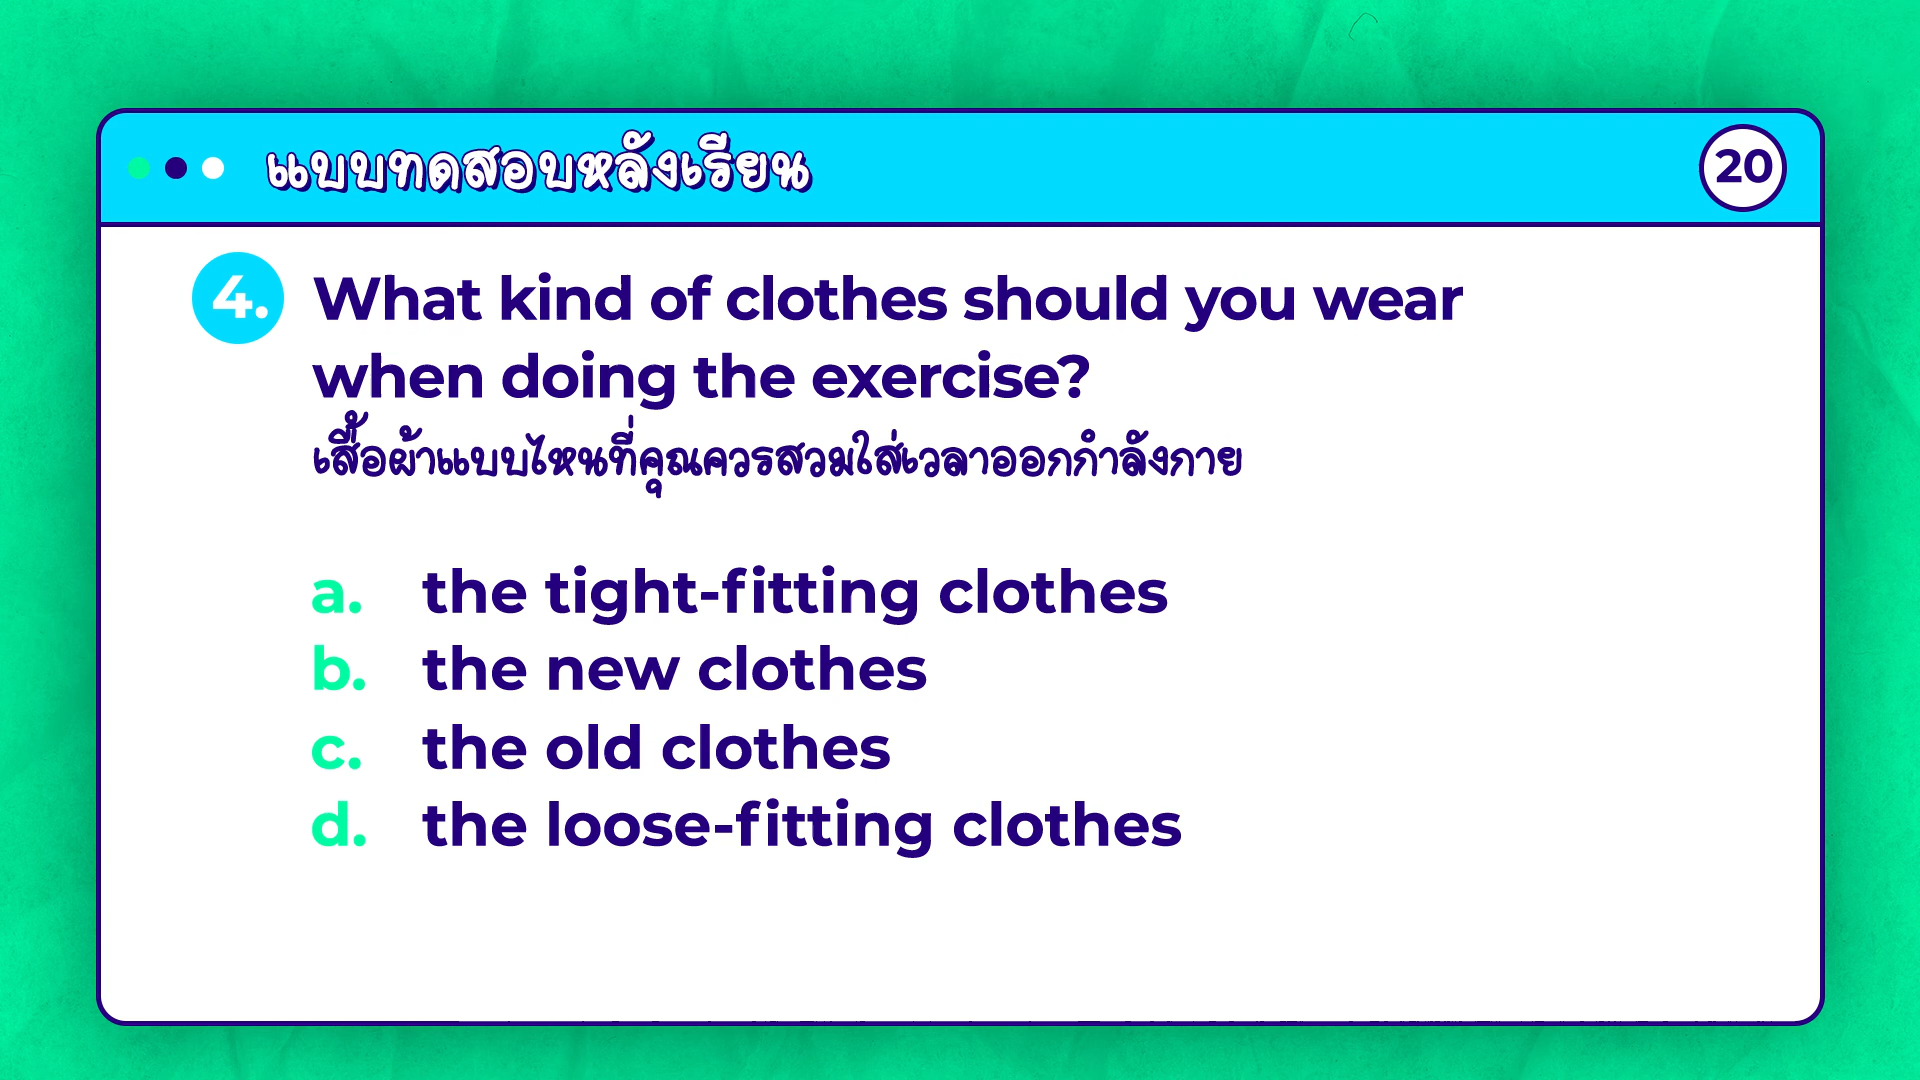 แบบทดสอบหลังเรียน
20
4. What kind of clothes should you wear
when doing the exercise?
เสื้อผ้าแบบไหนที่คุณควรสวมใส่เวลาออกกำลังกาย
a. the tight-fitting clothes
b. the new clothes
c. the old clothes
d. the loose-fitting clothes